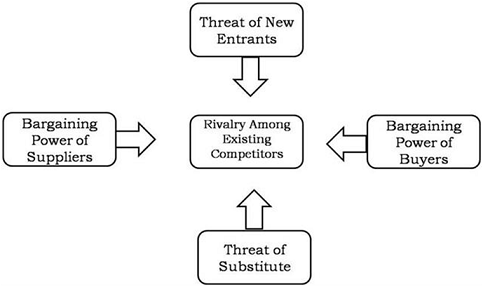 Threat of New
Entrants
Bargaining
Power of
Suppliers
Rivalry Among
Existing
Competitors
Bargaining
Power of
Buyers
Threat of
Substitute